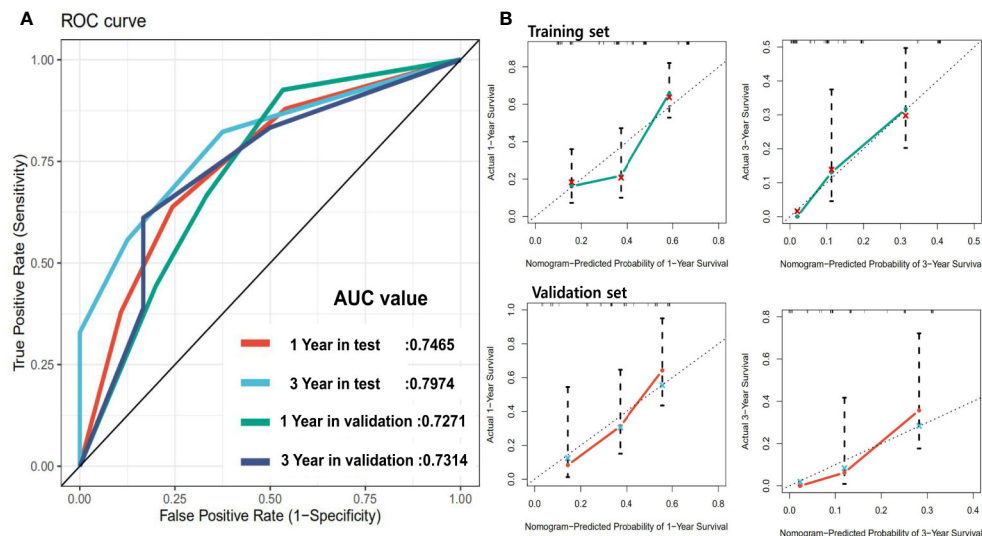 A
ROC curve
True Positive Rate (Sensitivity)
1.00
0.75
0.50
0.25
0.00
0.00 0.25 0.50 0.75 1.00
False Positive Rate (1-Specificity)
AUC value
1 Year in test :0.7465
3 Year in test :0.7974
1 Year in validation :0.7271
3 Year in validation :0.7314
B
Training set
Actual 1-Year Survival
0.8
0.6
0.4
0.2
0.0
0.0 0.2 0.4 0.6 0.8
Nomogram-Predicted Probability of 1-Year Survival
Actual 3-Year Survival
0.5
0.4
0.3
0.2
0.1
0.0
0.0 0.1 0.2 0.3 0.4 0.5
Nomogram-Predicted Probability of 3-Year Survival
Validation set
Actual 1-Year Survival
1.0
0.8
0.6
0.4
0.2
0.0
0.0 0.2 0.4 0.6 0.8
Nomogram-Predicted Probability of 1-Year Survival
Actual 3-Year Survival
0.8
0.6
0.4
0.2
0.0
0.0 0.1 0.2 0.3 0.4
Nomogram-Predicted Probability of 3-Year Survival